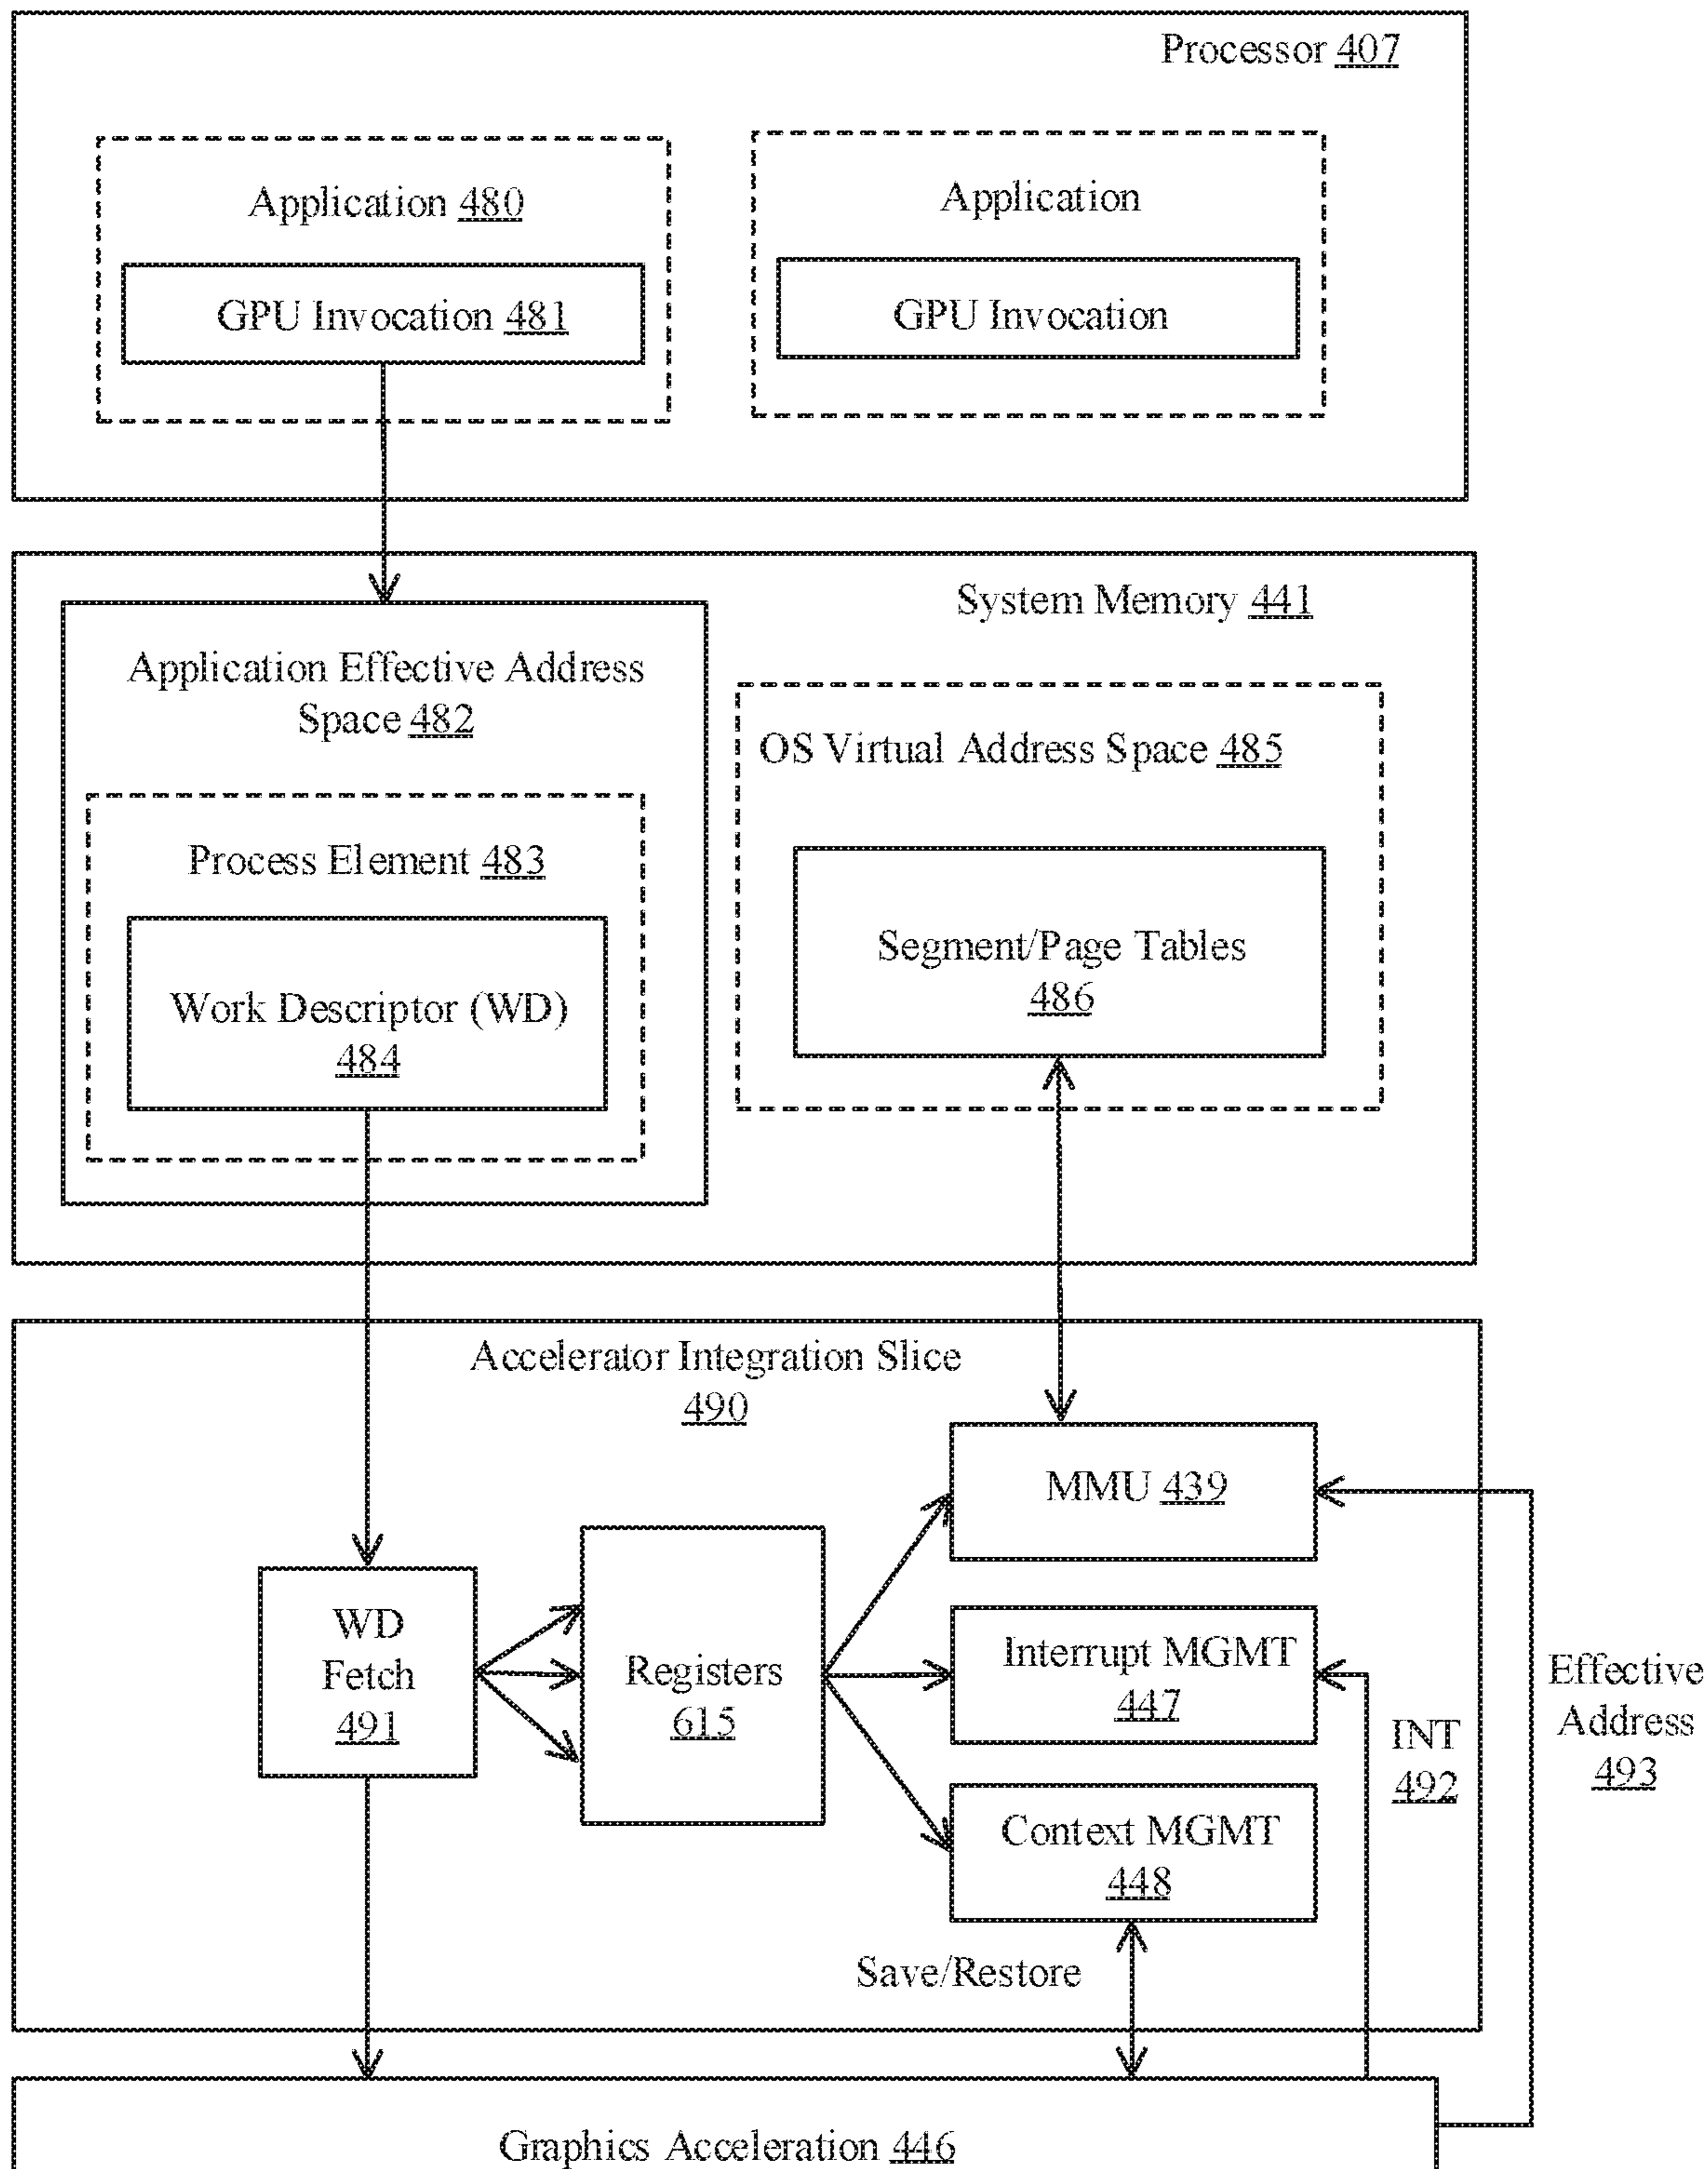 Processor 407
Application 480
GPU Invocation 481
Application
GPU Invocation
System Memory 441
Application Effective Address
Space 482
Process Element 483
Work Descriptor (WD)
484
OS Virtual Address Space 485
Segment/Page Tables
486
Accelerator Integration Slice
490
WD
Fetch
491
Registers
615
MMU 439
Interrupt MGMT
447
Context MGMT
448
Save/Restore
INT
492
Effective
Address
493
Graphics Acceleration 446